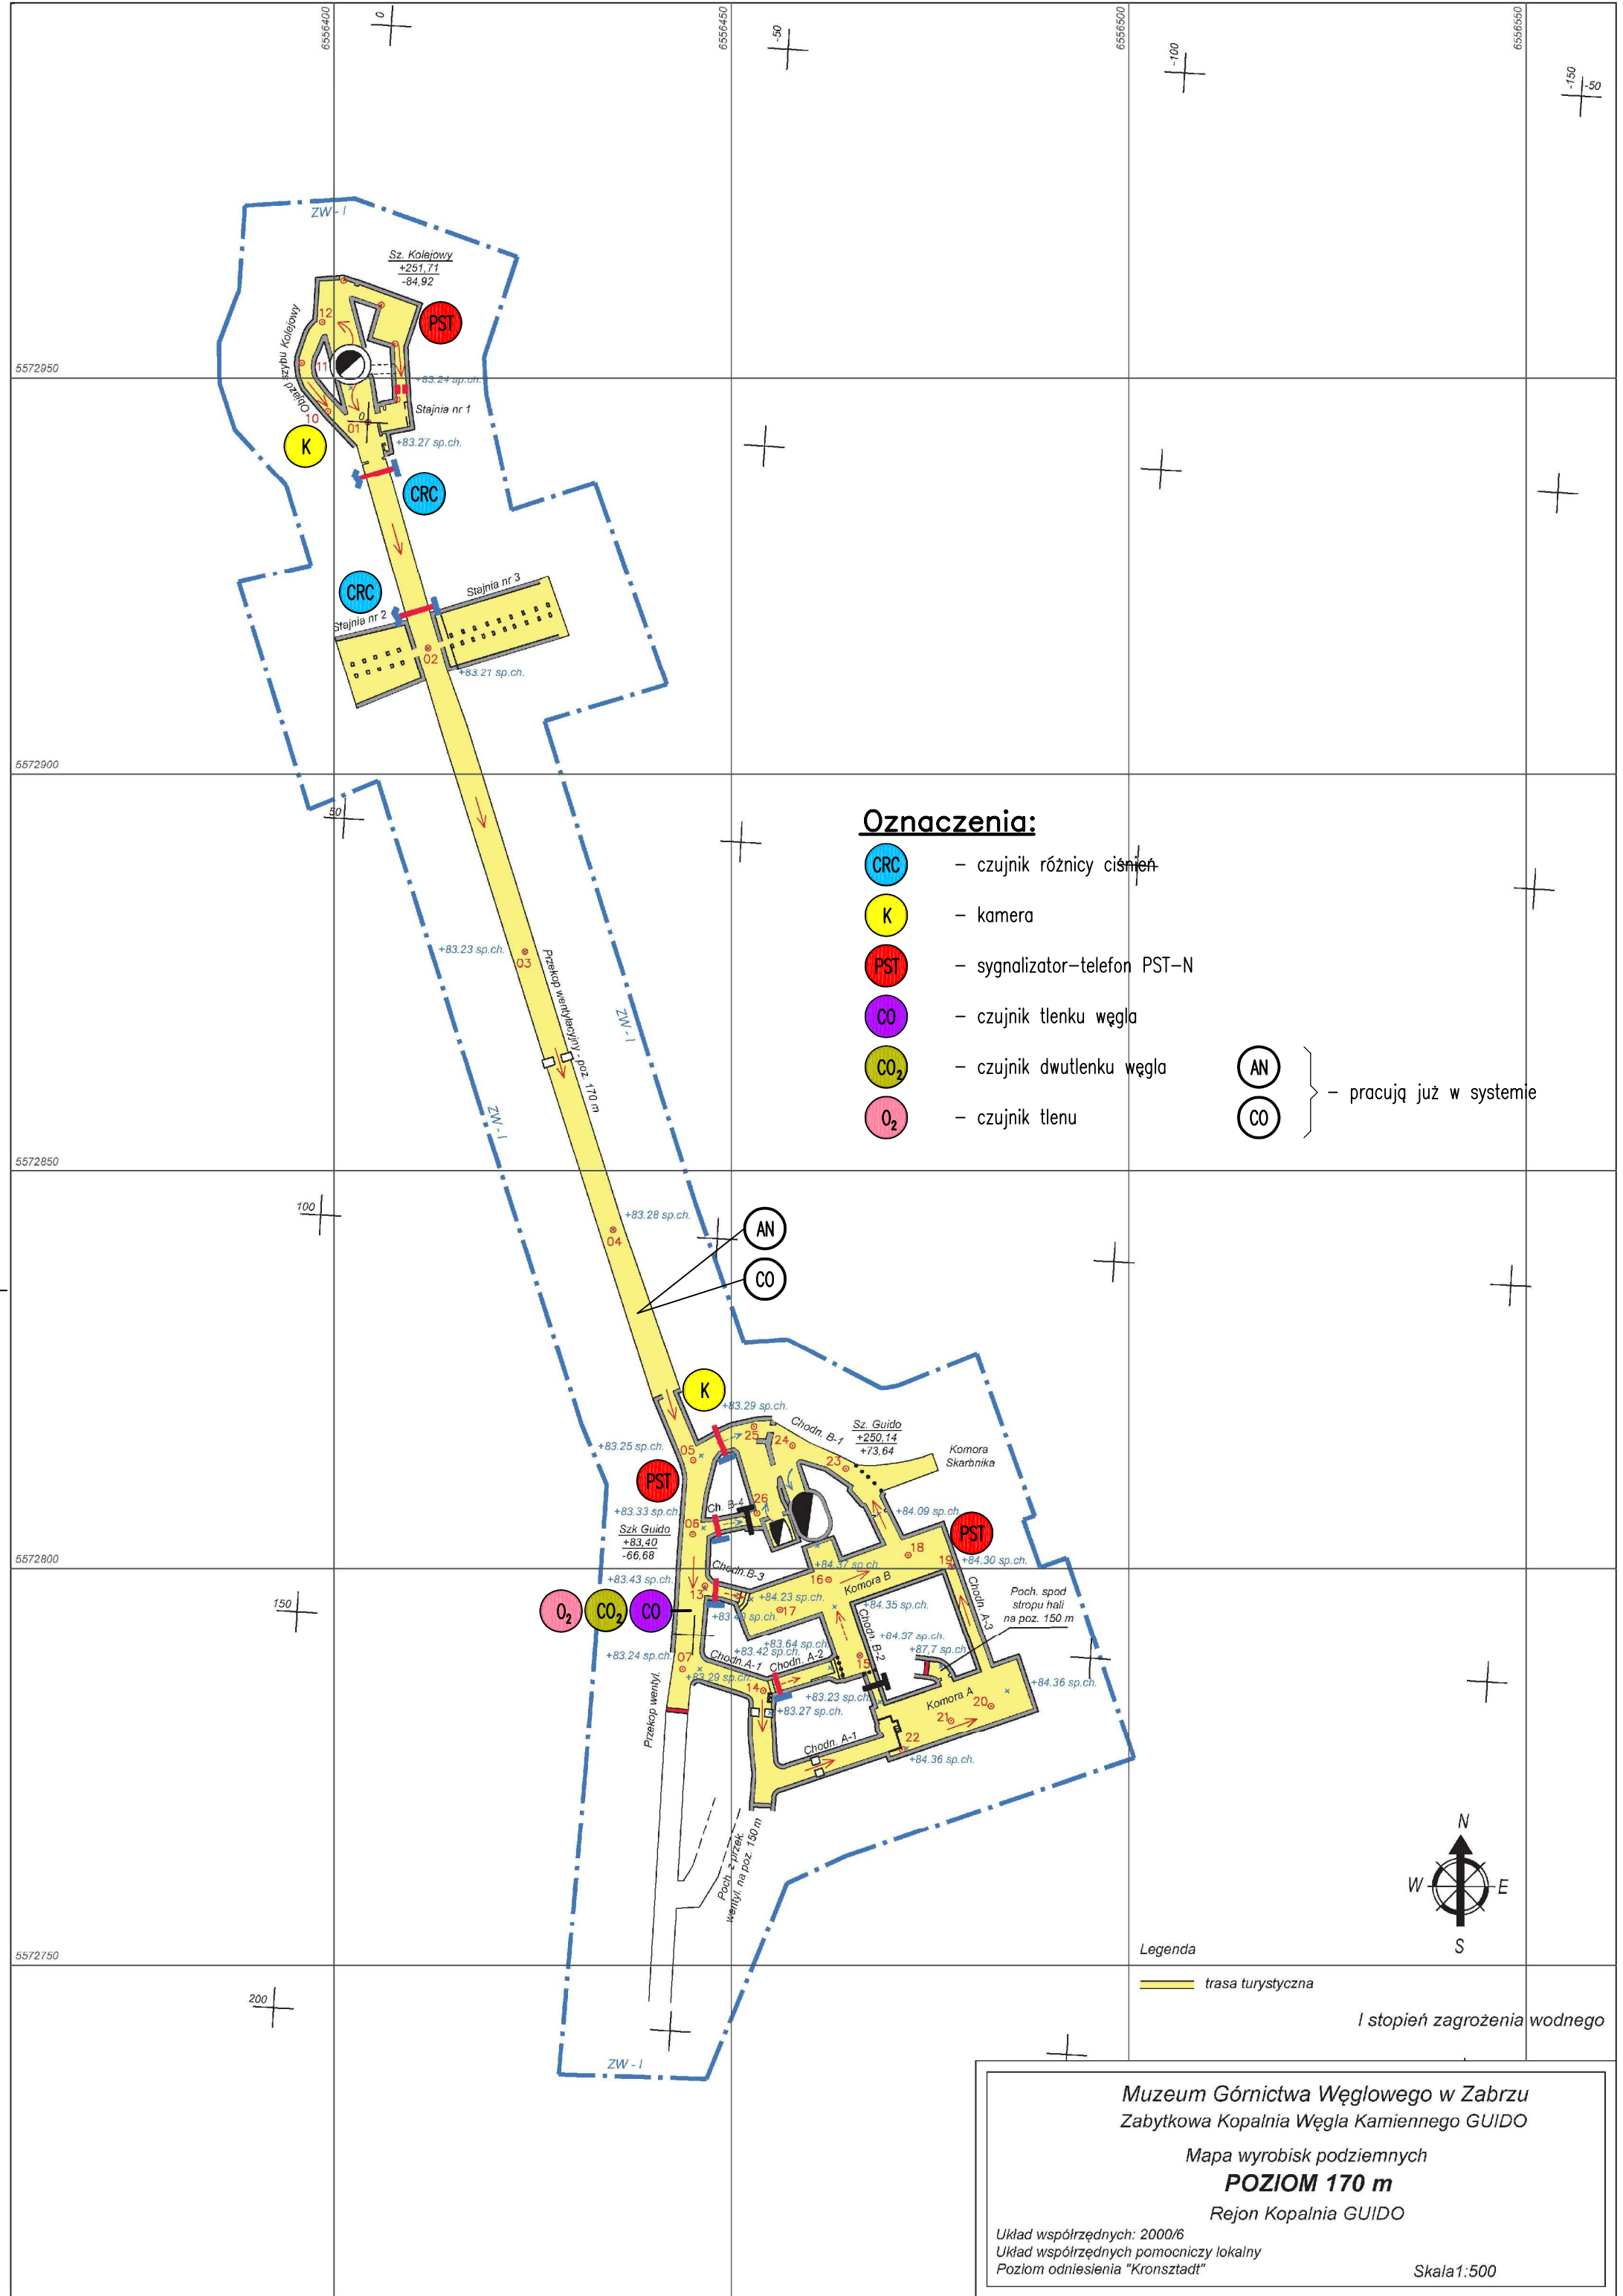 6556400
0
6556450
-50
6556500
-100
6556550
-150
-50
ZW - I
Sz. Kolejowy
+251,71
-84,92
PST
12
Objazd szybu Kolejowy
11
5572950
+83.24 sp.ch.
Stajnia nr 1
10
0
01
K
+83.27 sp.ch.
CRC
CRC
Stajnia nr 3
Stajnia nr 2
02
+83.21 sp.ch.
5572900
50
Oznaczenia:
CRC – czujnik różnicy ciśnień
K – kamera
PST – sygnalizator-telefon PST-N
CO – czujnik tlenku węgla
CO₂ – czujnik dwutlenku węgla
O₂ – czujnik tlenu
AN
CO
– pracują już w systemie
+83.23 sp.ch.
03
Przekop wentylacyjny - poz. 170 m
ZW - I
ZW - I
5572850
100
+83.28 sp.ch.
04
AN
CO
K
+83.29 sp.ch.
25
24
Chodn. B-1
Sz. Guido
+250,14
+73,64
Komora
Skarbnika
+83.25 sp.ch.
05
23
PST
+83.33 sp.ch.
Ch. B-4
26
+84.09 sp.ch.
PST
06
Szk Guido
+83,40
-66,68
18
19
+84.30 sp.ch.
5572800
+83.43 sp.ch.
Chodn.B-3
+84.37 sp.ch.
16
Komora B
13
+84.23 sp.ch.
+84.35 sp.ch.
Chodn. A-3
Poch. spod
stropu hali
na poz. 150 m
150
O₂
CO₂
CO
17
Chodn. B-2
+84.37 sp.ch.
+83.64 sp.ch.
+87,7 sp.ch.
+83.24 sp.ch.
07
Chodn.A-1
+83.42 sp.ch.
Chodn. A-2
15
+83.29 sp.ch.
14
+83.23 sp.ch.
Komora A
20
+84.36 sp.ch.
+83.27 sp.ch.
21
Przekop wentyl.
Chodn. A-1
22
+84.36 sp.ch.
Poch. z przek.
wentyl. na poz. 150 m
N
W
E
S
5572750
Legenda
trasa turystyczna
200
I stopień zagrożenia wodnego
ZW - I
Muzeum Górnictwa Węglowego w Zabrzu
Zabytkowa Kopalnia Węgla Kamiennego GUIDO
Mapa wyrobisk podziemnych
POZIOM 170 m
Rejon Kopalnia GUIDO
Układ współrzędnych: 2000/6
Układ współrzędnych pomocniczy lokalny
Poziom odniesienia "Kronsztadt"
Skala1:500